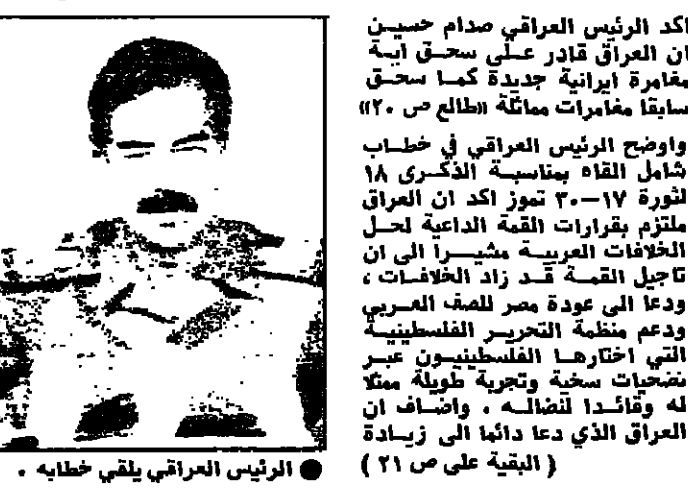 اكد الرئيس العراقي صدام حسين
ان العراق قادر على سحق اية
مغامرة ايرانية جديدة كما سحق
سابقا مغامرات مماثلة «طالع ص ٢٠»
واوضح الرئيس العراقي في خطاب
شامل القاه بمناسبة الذكرى ١٨
لثورة ١٧—٣٠ تموز اكد ان العراق
ملتزم بقرارات القمة الداعية لحل
الخلافات العربية مشيرا الى ان
تاجيل القمة قد زاد الخلافات ،
ودعا الى عودة مصر للصف العربي
ودعم منظمة التحرير الفلسطينية
التي اختارها الفلسطينيون عبر
تضحيات سخية وتجربة طويلة ممثلا
له وقائدا لنضاله . واضاف ان
العراق الذي دعا دائما الى زيادة
( البقية على ص ٢١ )
● الرئيس العراقي يلقي خطابه .